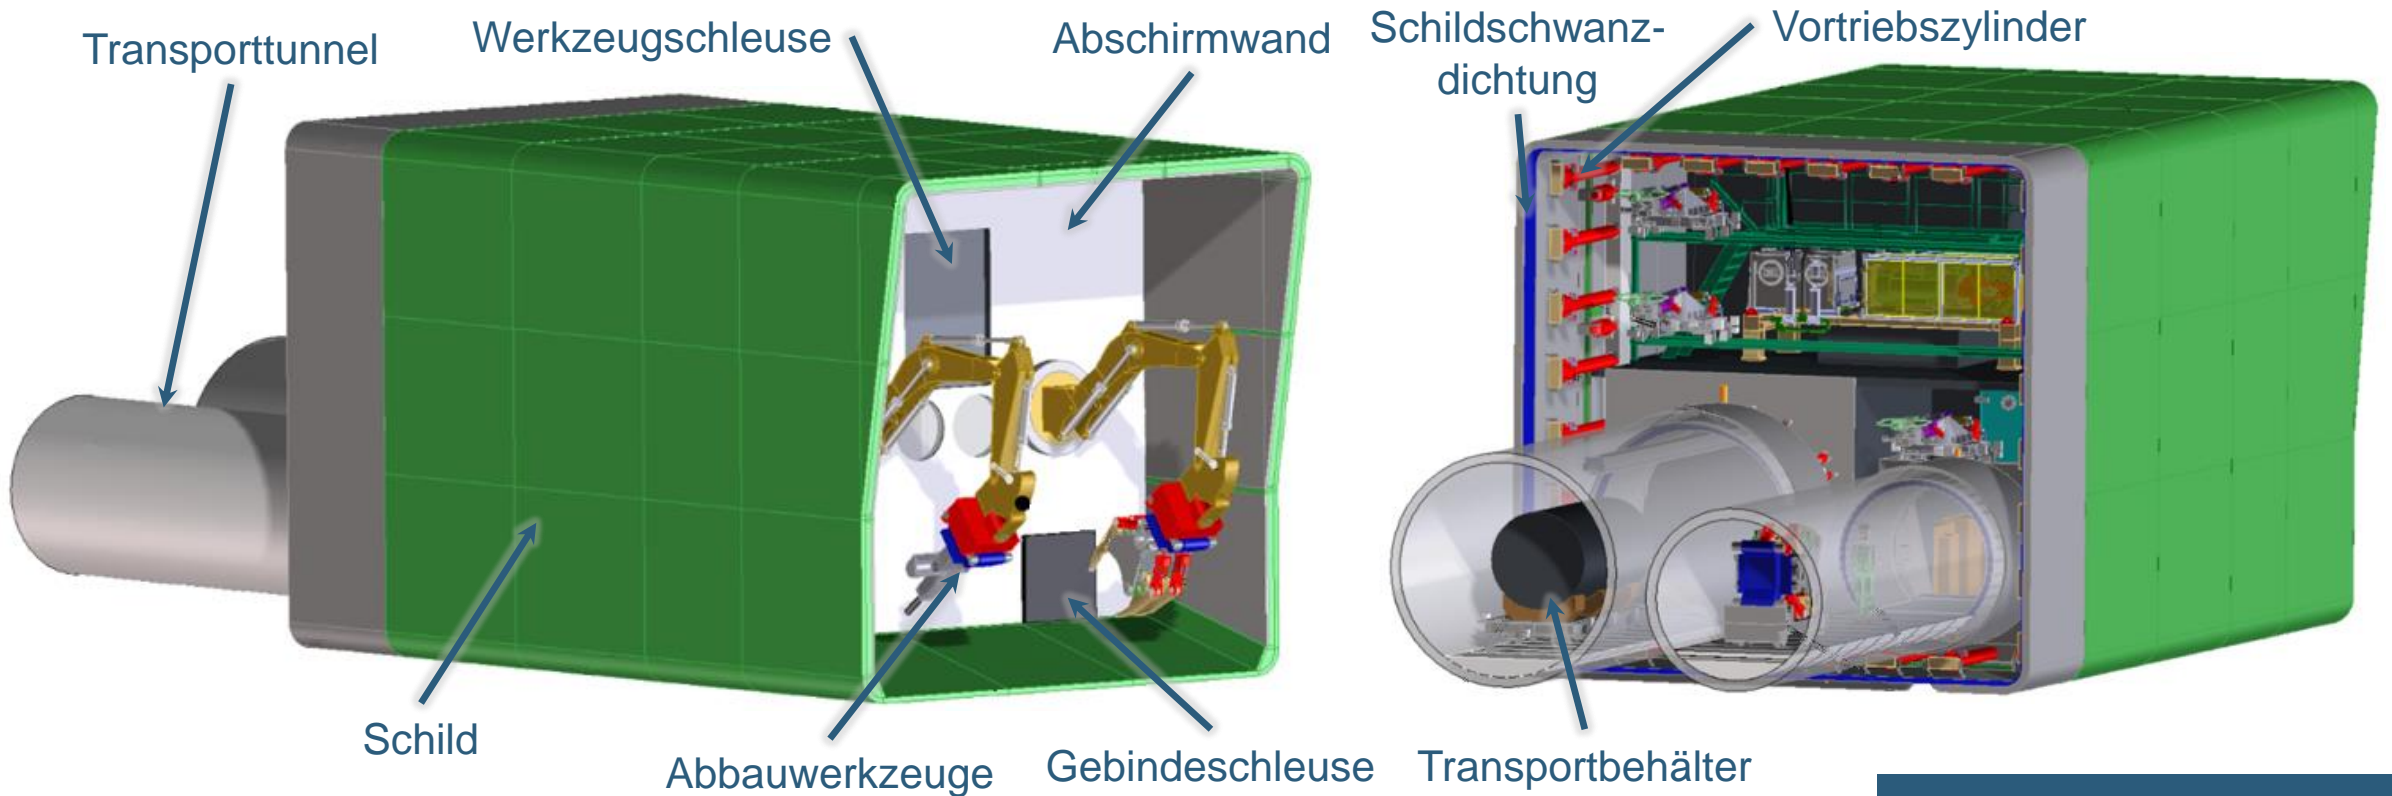 Transporttunnel
Werkzeugschleuse
Abschirmwand
Schildschwanz-
dichtung
Vortriebszylinder
Schild
Abbauwerkzeuge
Gebindeschleuse
Transportbehälter